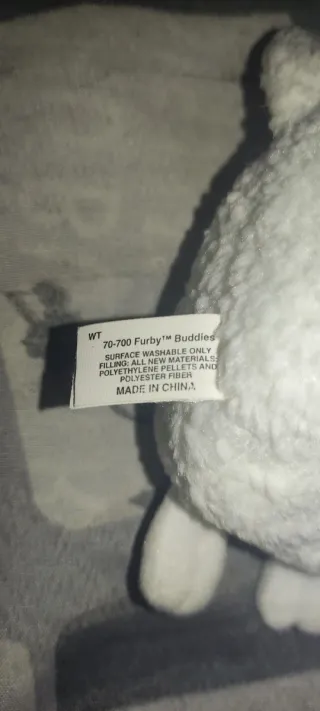 WT
70-700 Furby™ Buddies
SURFACE WASHABLE ONLY
FILLING: ALL NEW MATERIALS:
POLYETHYLENE PELLETS AND
POLYESTER FIBER
MADE IN CHINA